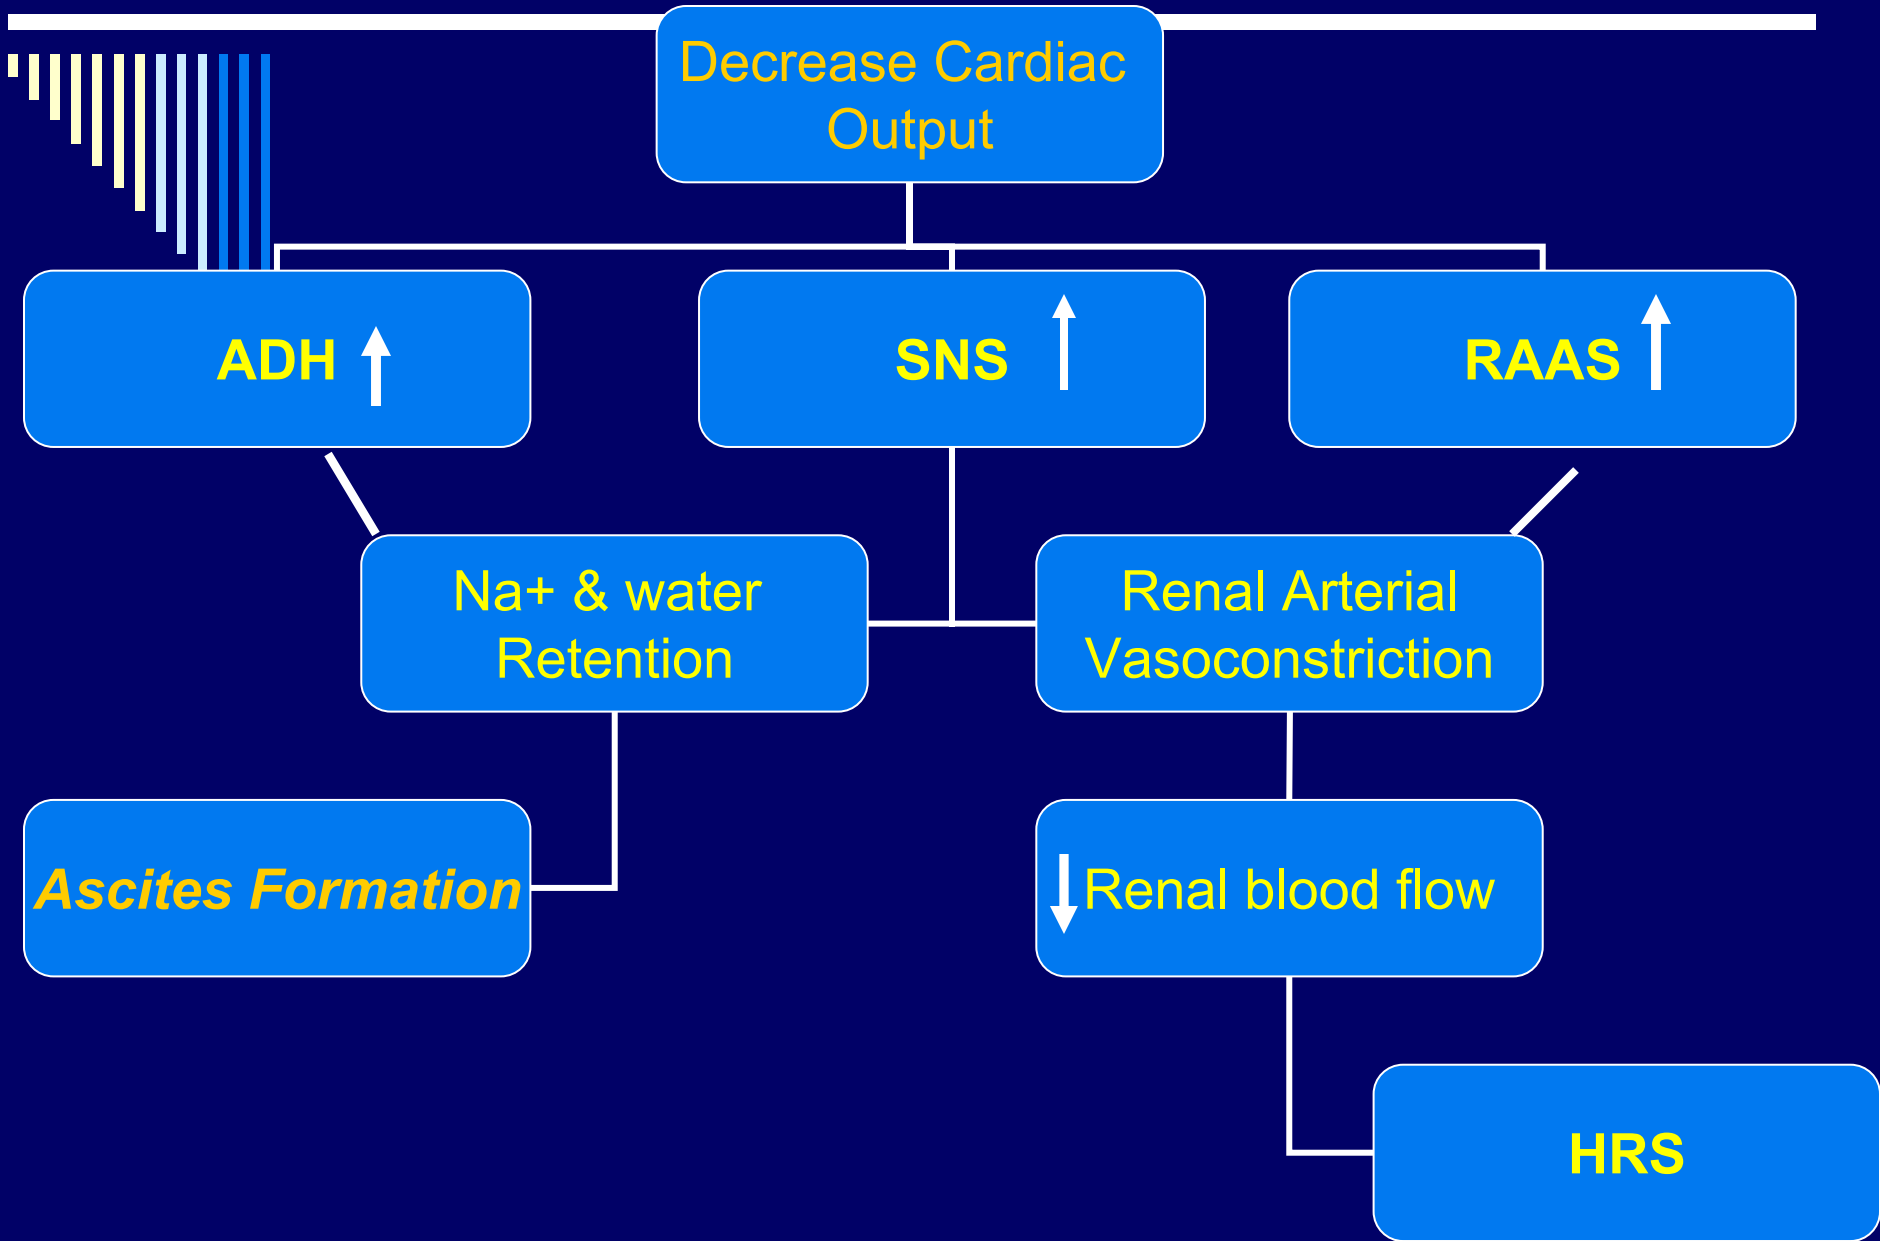 Decrease Cardiac
Output
ADH
SNS
RAAS
Na+ & water
Retention
Renal Arterial
Vasoconstriction
Ascites Formation
Renal blood flow
HRS